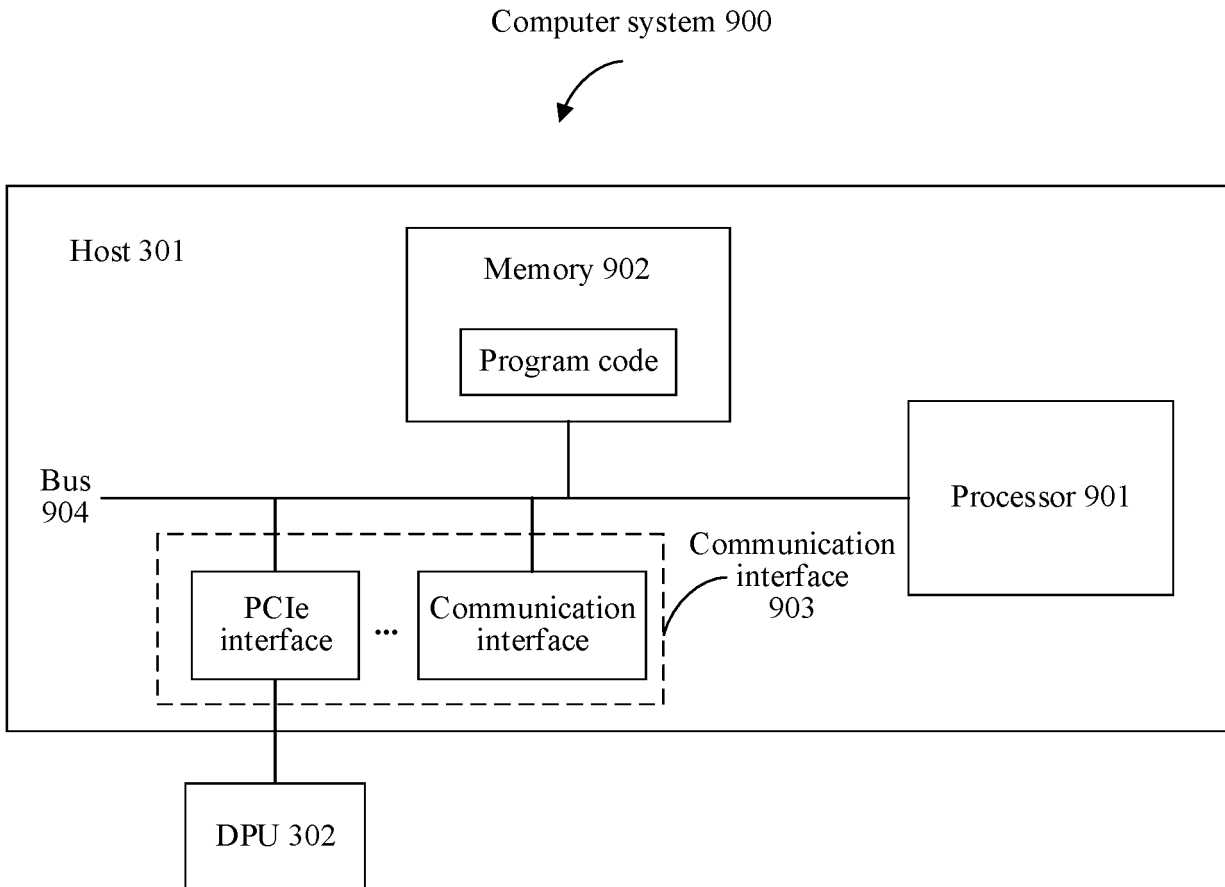 Computer system 900
Host 301
Memory 902
Program code
Bus
904
Processor 901
Communication
interface
903
PCIe
interface
...
Communication
interface
DPU 302